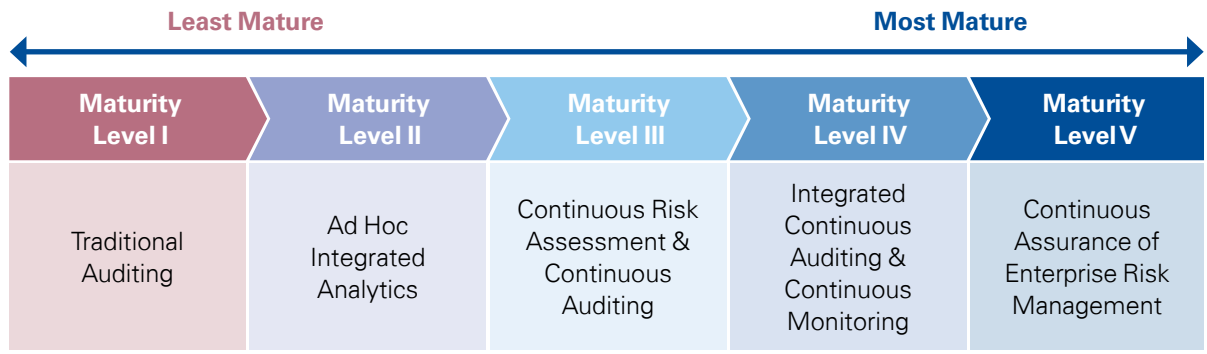 Least Mature
Most Mature
Maturity
Level I
Maturity
Level II
Maturity
Level III
Maturity
Level IV
Maturity
Level V
Traditional
Auditing
Ad Hoc
Integrated
Analytics
Continuous Risk
Assessment &
Continuous
Auditing
Integrated
Continuous
Auditing &
Continuous
Monitoring
Continuous
Assurance of
Enterprise Risk
Management